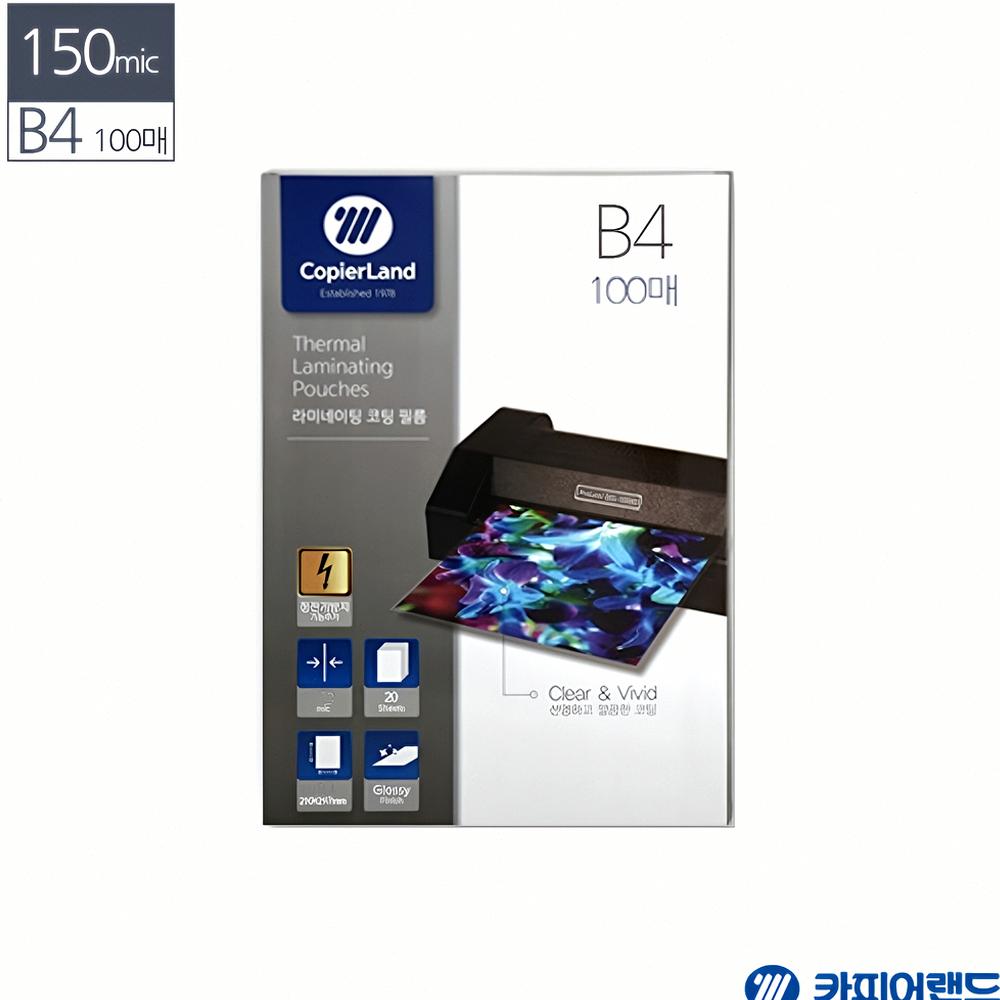 150mic
B4 100매
CopierLand
Established 1978
B4
100매
Thermal
Laminating
Pouches
라미네이팅 코팅 필름
20
Clear & Vivid
Glossy
카피어랜드